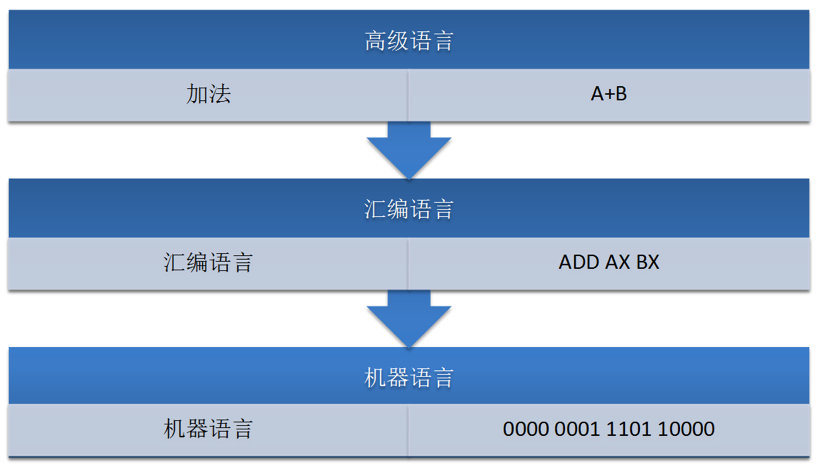 高级语言
加法 A+B
汇编语言
汇编语言 ADD AX BX
机器语言
机器语言 0000 0001 1101 10000